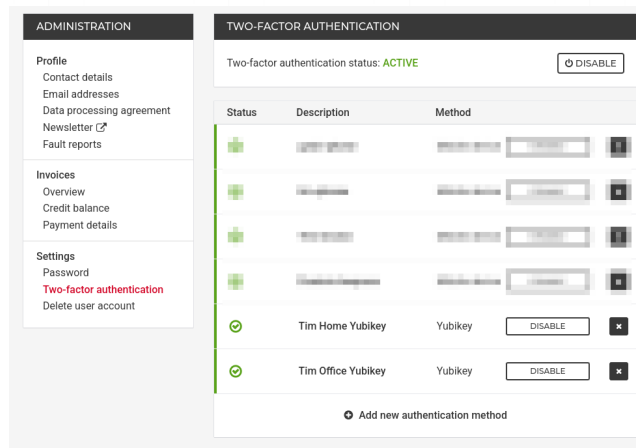 ADMINISTRATION
Profile
Contact details
Email addresses
Data processing agreement
Newsletter
Fault reports
Invoices
Overview
Credit balance
Payment details
Settings
Password
Two-factor authentication
Delete user account
TWO-FACTOR AUTHENTICATION
Two-factor authentication status: ACTIVE
DISABLE
Status Description Method
Tim Home Yubikey Yubikey DISABLE
Tim Office Yubikey Yubikey DISABLE
Add new authentication method